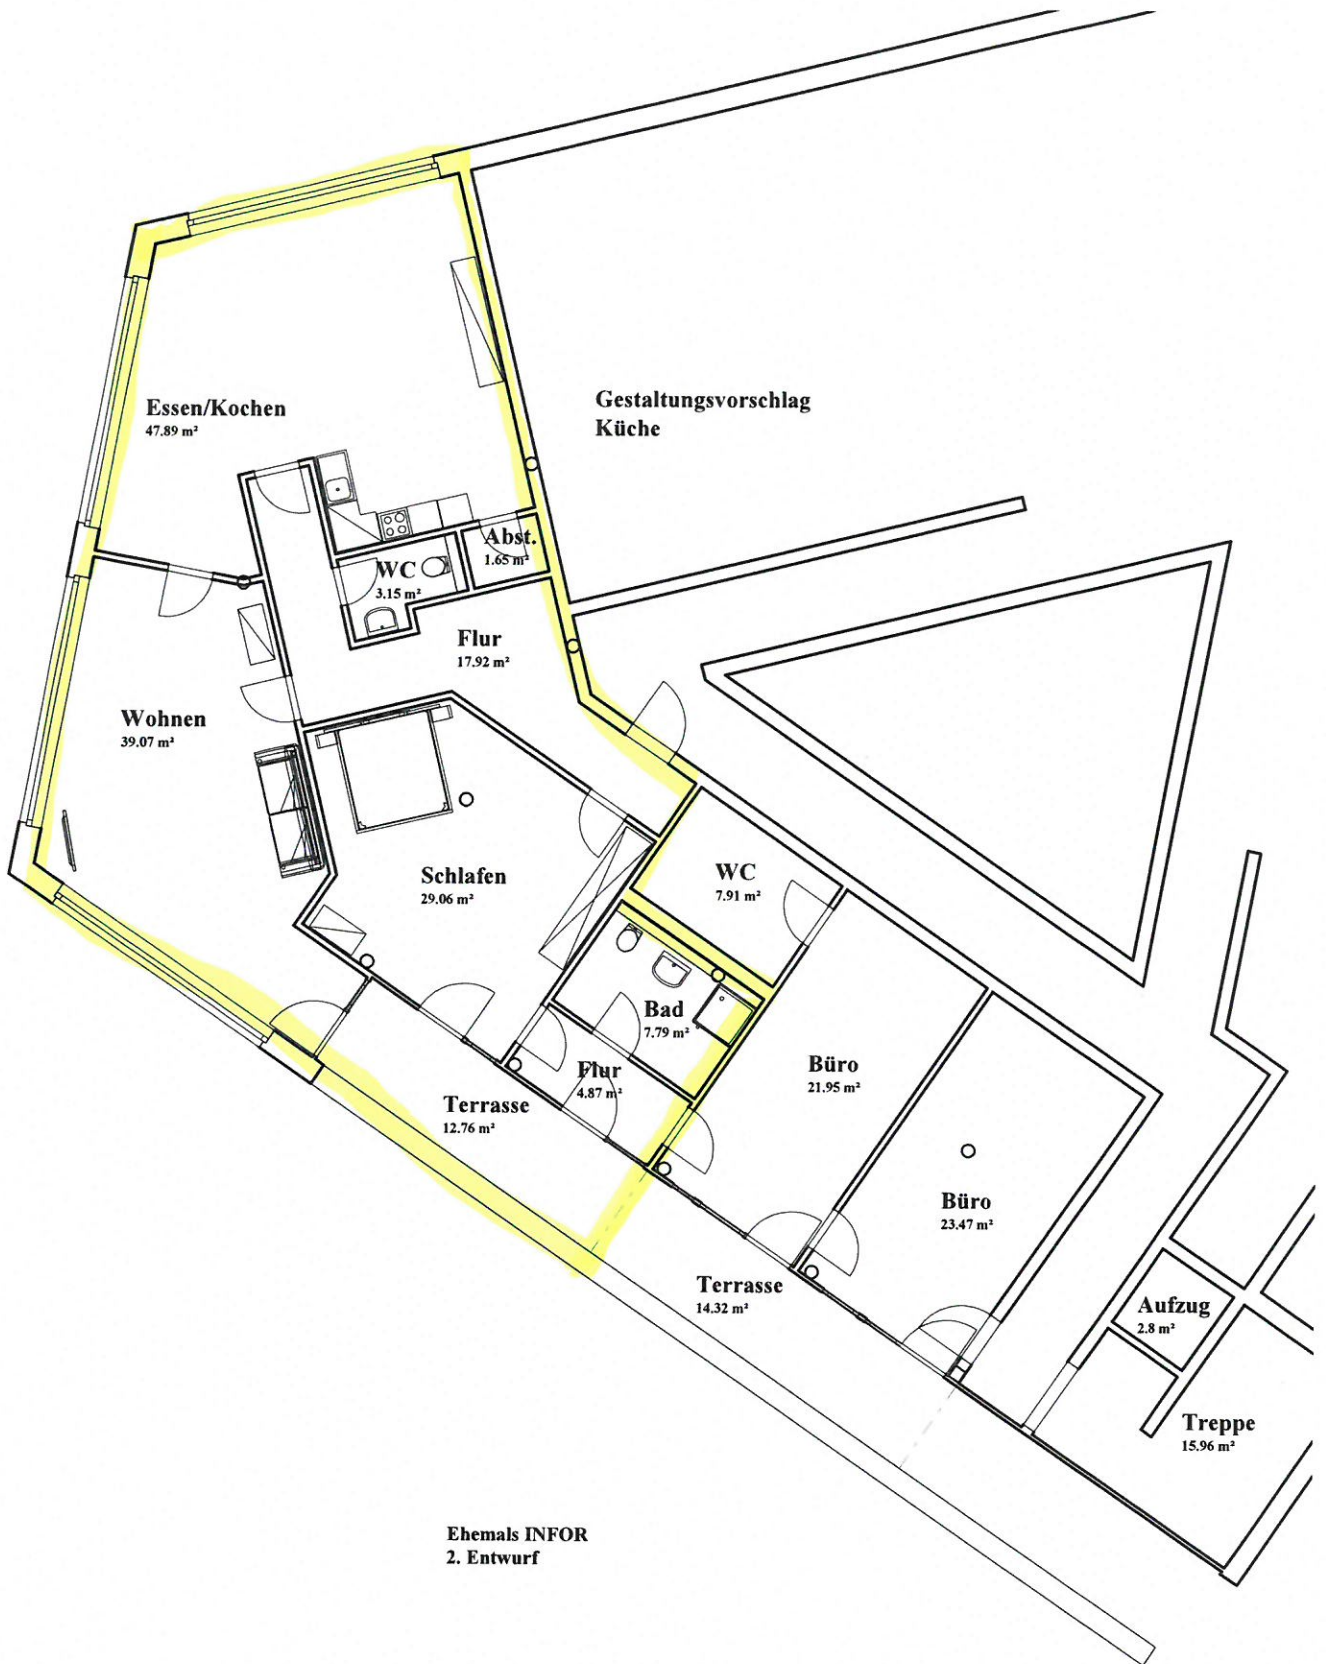 Essen/Kochen
47.89 m²
Gestaltungsvorschlag
Küche
Abst.
1.65 m²
WC
3.15 m²
Flur
17.92 m²
Wohnen
39.07 m²
Schlafen
29.06 m²
WC
7.91 m²
Bad
7.79 m²
Flur
4.87 m²
Büro
21.95 m²
Terrasse
12.76 m²
Büro
23.47 m²
Terrasse
14.32 m²
Aufzug
2.8 m²
Treppe
15.96 m²
Ehemals INFOR
2. Entwurf